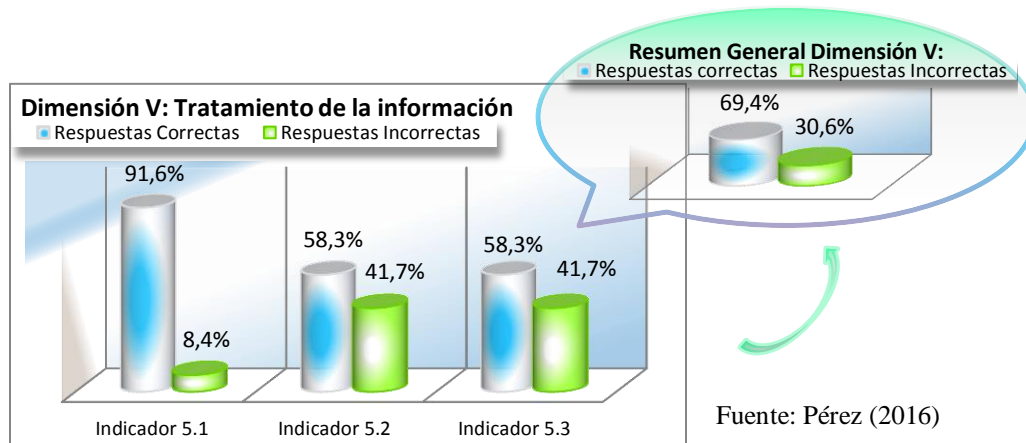 Resumen General Dimensión V:
Respuestas correctas Respuestas Incorrectas
69,4%
30,6%
Dimensión V: Tratamiento de la información
Respuestas Correctas Respuestas Incorrectas
91,6%
8,4%
58,3%
41,7%
58,3%
41,7%
Indicador 5.1 Indicador 5.2 Indicador 5.3
Fuente: Pérez (2016)